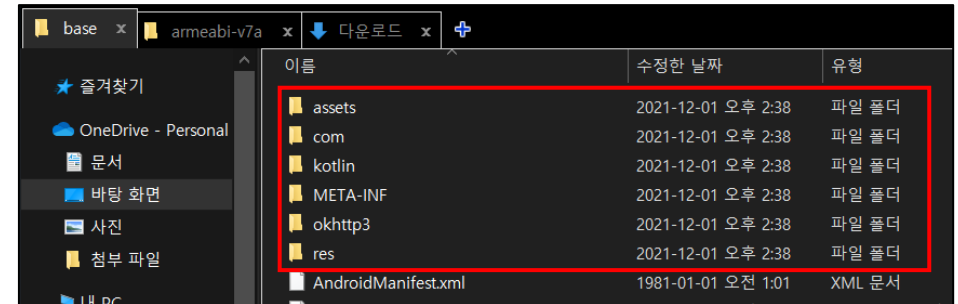 base x armeabi-v7a x 다운로드 x
이름 수정한 날짜 유형
즐겨찾기
OneDrive - Personal
문서
바탕 화면
사진
첨부 파일
내 PC
assets 2021-12-01 오후 2:38 파일 폴더
com 2021-12-01 오후 2:38 파일 폴더
kotlin 2021-12-01 오후 2:38 파일 폴더
META-INF 2021-12-01 오후 2:38 파일 폴더
okhttp3 2021-12-01 오후 2:38 파일 폴더
res 2021-12-01 오후 2:38 파일 폴더
AndroidManifest.xml 1981-01-01 오전 1:01 XML 문서